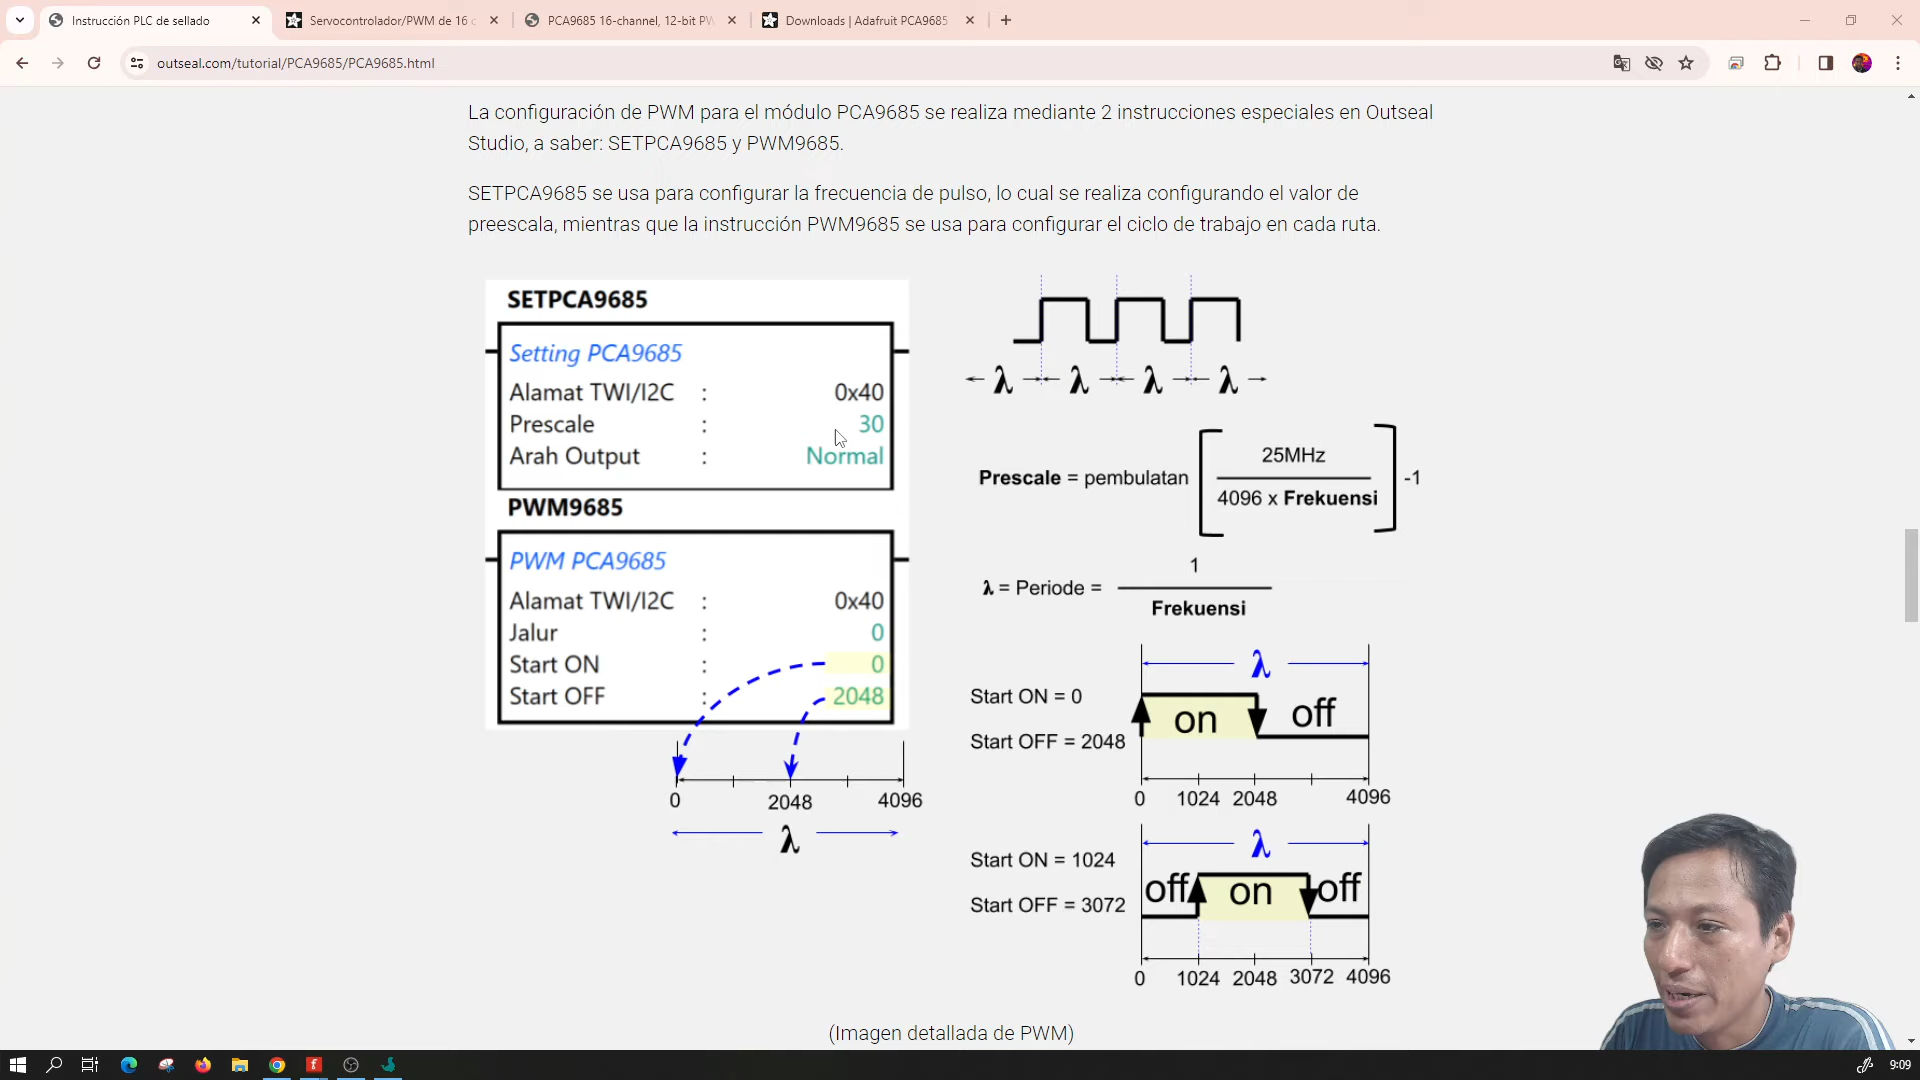 Instrucción PLC de sellado
Servocontrolador/PWM de 16 c
PCA9685 16-channel, 12-bit PW
Downloads | Adafruit PCA9685
outseal.com/tutorial/PCA9685/PCA9685.html
La configuración de PWM para el módulo PCA9685 se realiza mediante 2 instrucciones especiales en Outseal
Studio, a saber: SETPCA9685 y PWM9685.
SETPCA9685 se usa para configurar la frecuencia de pulso, lo cual se realiza configurando el valor de
preescala, mientras que la instrucción PWM9685 se usa para configurar el ciclo de trabajo en cada ruta.
SETPCA9685
Setting PCA9685
Alamat TWI/I2C : 0x40
Prescale : 30
Arah Output : Normal
PWM9685
PWM PCA9685
Alamat TWI/I2C : 0x40
Jalur : 0
Start ON : 0
Start OFF : 2048
0 2048 4096
λ
λ λ λ λ
Prescale = pembulatan [ 25MHz
4096 x Frekuensi ] -1
λ = Periode = 1
Frekuensi
λ
Start ON = 0
on off
Start OFF = 2048
0 1024 2048 4096
λ
Start ON = 1024
off on off
Start OFF = 3072
0 1024 2048 3072 4096
(Imagen detallada de PWM)
9:09